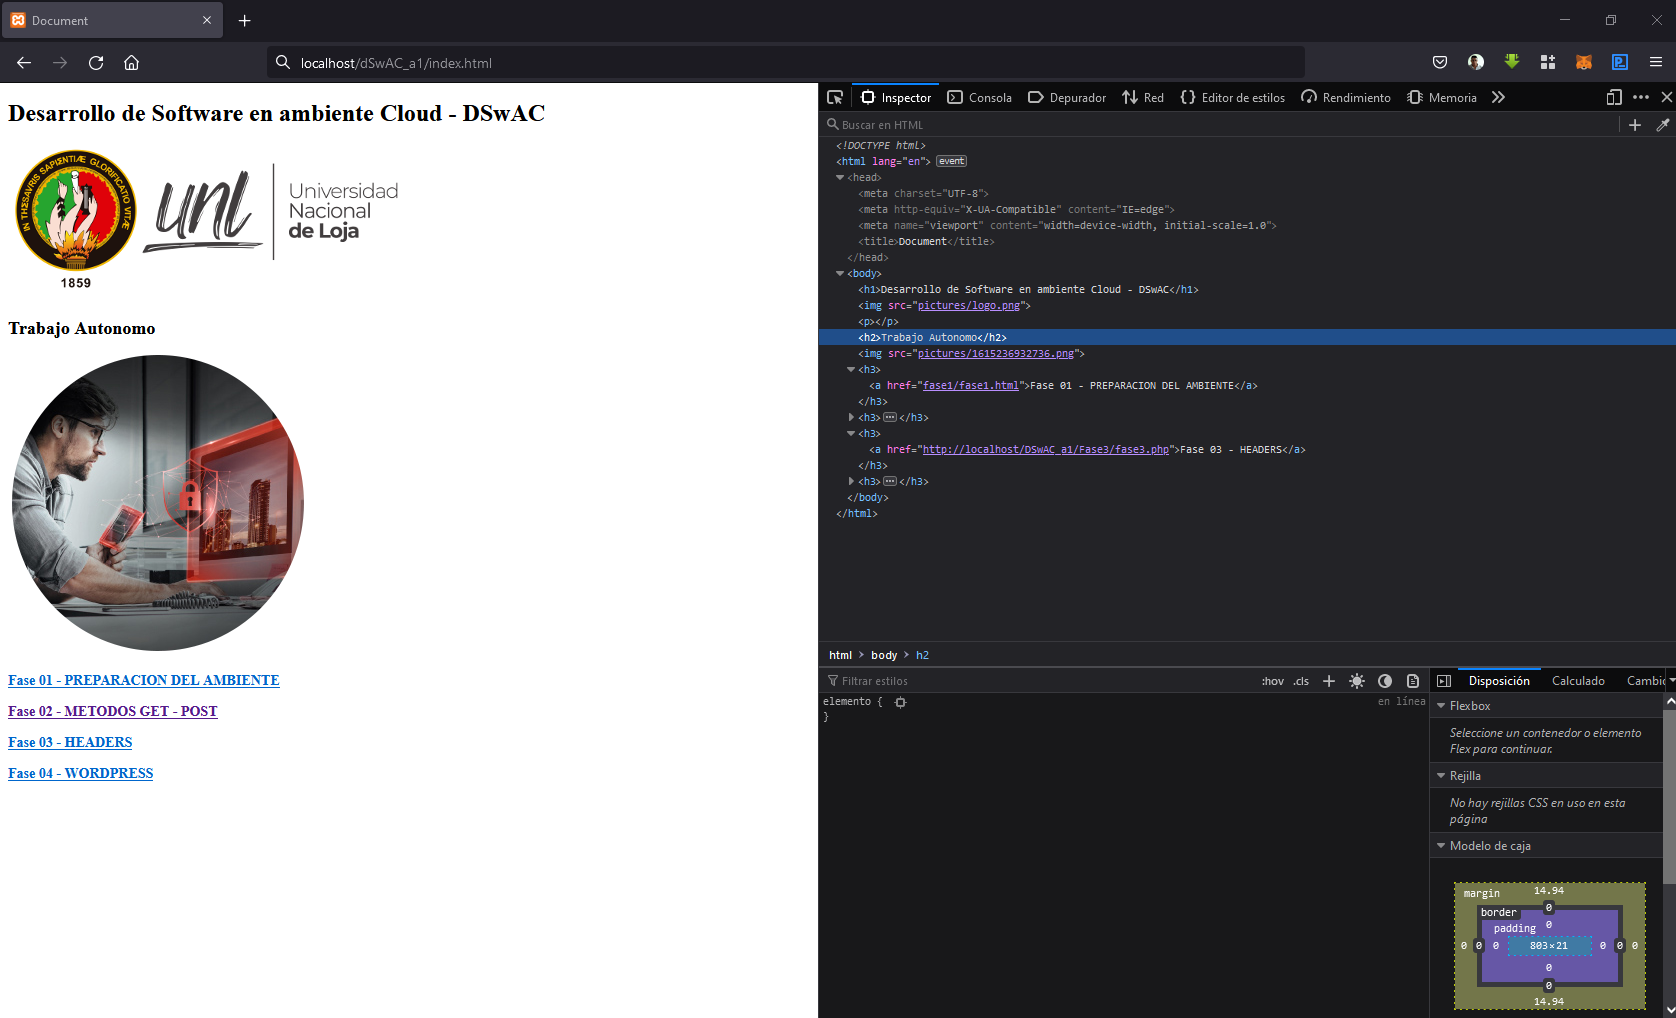 Document
localhost/dSwAC_a1/index.html
Desarrollo de Software en ambiente Cloud - DSwAC
IN THESAVRIS SAPIENTIÆ GLORIFICATIO VITÆ
1859
unl
Universidad
Nacional
de Loja
Trabajo Autonomo
Fase 01 - PREPARACION DEL AMBIENTE
Fase 02 - METODOS GET - POST
Fase 03 - HEADERS
Fase 04 - WORDPRESS
Inspector Consola Depurador Red Editor de estilos Rendimiento Memoria
Buscar en HTML
<!DOCTYPE html>
<html lang="en"> event
<head>
<meta charset="UTF-8">
<meta http-equiv="X-UA-Compatible" content="IE=edge">
<meta name="viewport" content="width=device-width, initial-scale=1.0">
<title>Document</title>
</head>
<body>
<h1>Desarrollo de Software en ambiente Cloud - DSwAC</h1>
<img src="pictures/logo.png">
<p></p>
<h2>Trabajo Autonomo</h2>
<img src="pictures/1615236932736.png">
<h3>
<a href="fase1/fase1.html">Fase 01 - PREPARACION DEL AMBIENTE</a>
</h3>
<h3>…</h3>
<h3>
<a href="http://localhost/DSwAC_a1/Fase3/fase3.php">Fase 03 - HEADERS</a>
</h3>
<h3>…</h3>
</body>
</html>
html > body > h2
Filtrar estilos :hov .cls
elemento {
en línea
}
Disposición Calculado Cambio
Flexbox
Seleccione un contenedor o elemento
Flex para continuar.
Rejilla
No hay rejillas CSS en uso en esta
página
Modelo de caja
margin 14.94
border 0
padding 0
0 0 0 803×21 0 0 0
0
0
14.94